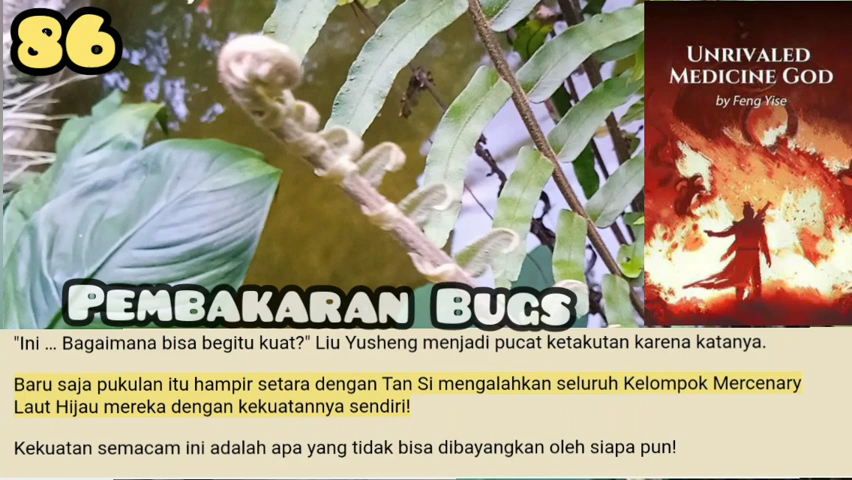 86
UNRIVALED
MEDICINE GOD
by Feng Yise
PEMBAKARAN BUGS
"Ini ... Bagaimana bisa begitu kuat?" Liu Yusheng menjadi pucat ketakutan karena katanya.
Baru saja pukulan itu hampir setara dengan Tan Si mengalahkan seluruh Kelompok Mercenary
Laut Hijau mereka dengan kekuatannya sendiri!
Kekuatan semacam ini adalah apa yang tidak bisa dibayangkan oleh siapa pun!